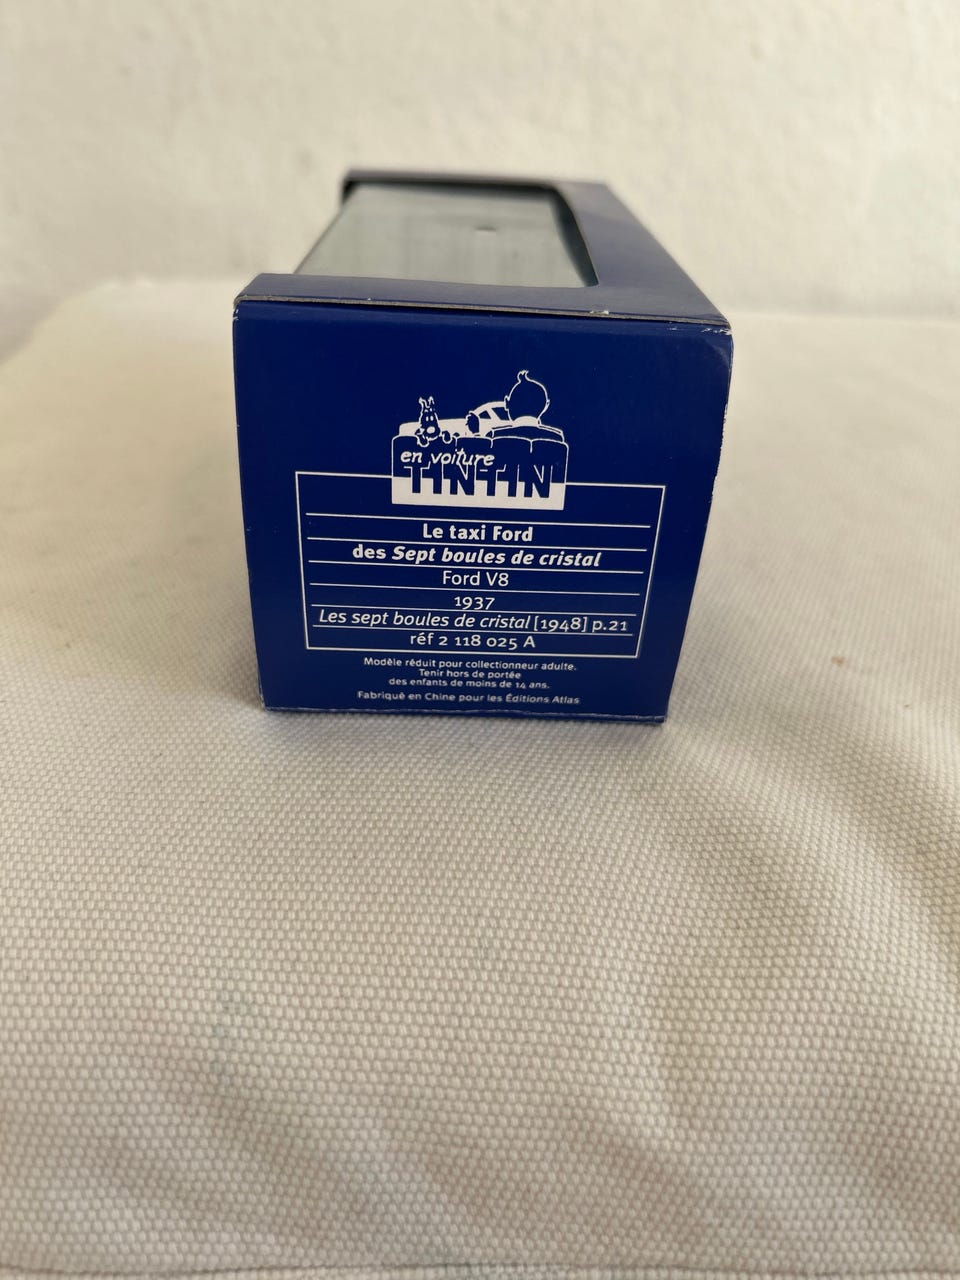 en voiture
TINTIN
Le taxi Ford
des Sept boules de cristal
Ford V8
1937
Les sept boules de cristal [1948] p.21
réf 2 118 025 A
Modèle réduit pour collectionneur adulte.
Tenir hors de portée
des enfants de moins de 14 ans.
Fabriqué en Chine pour les Éditions Atlas